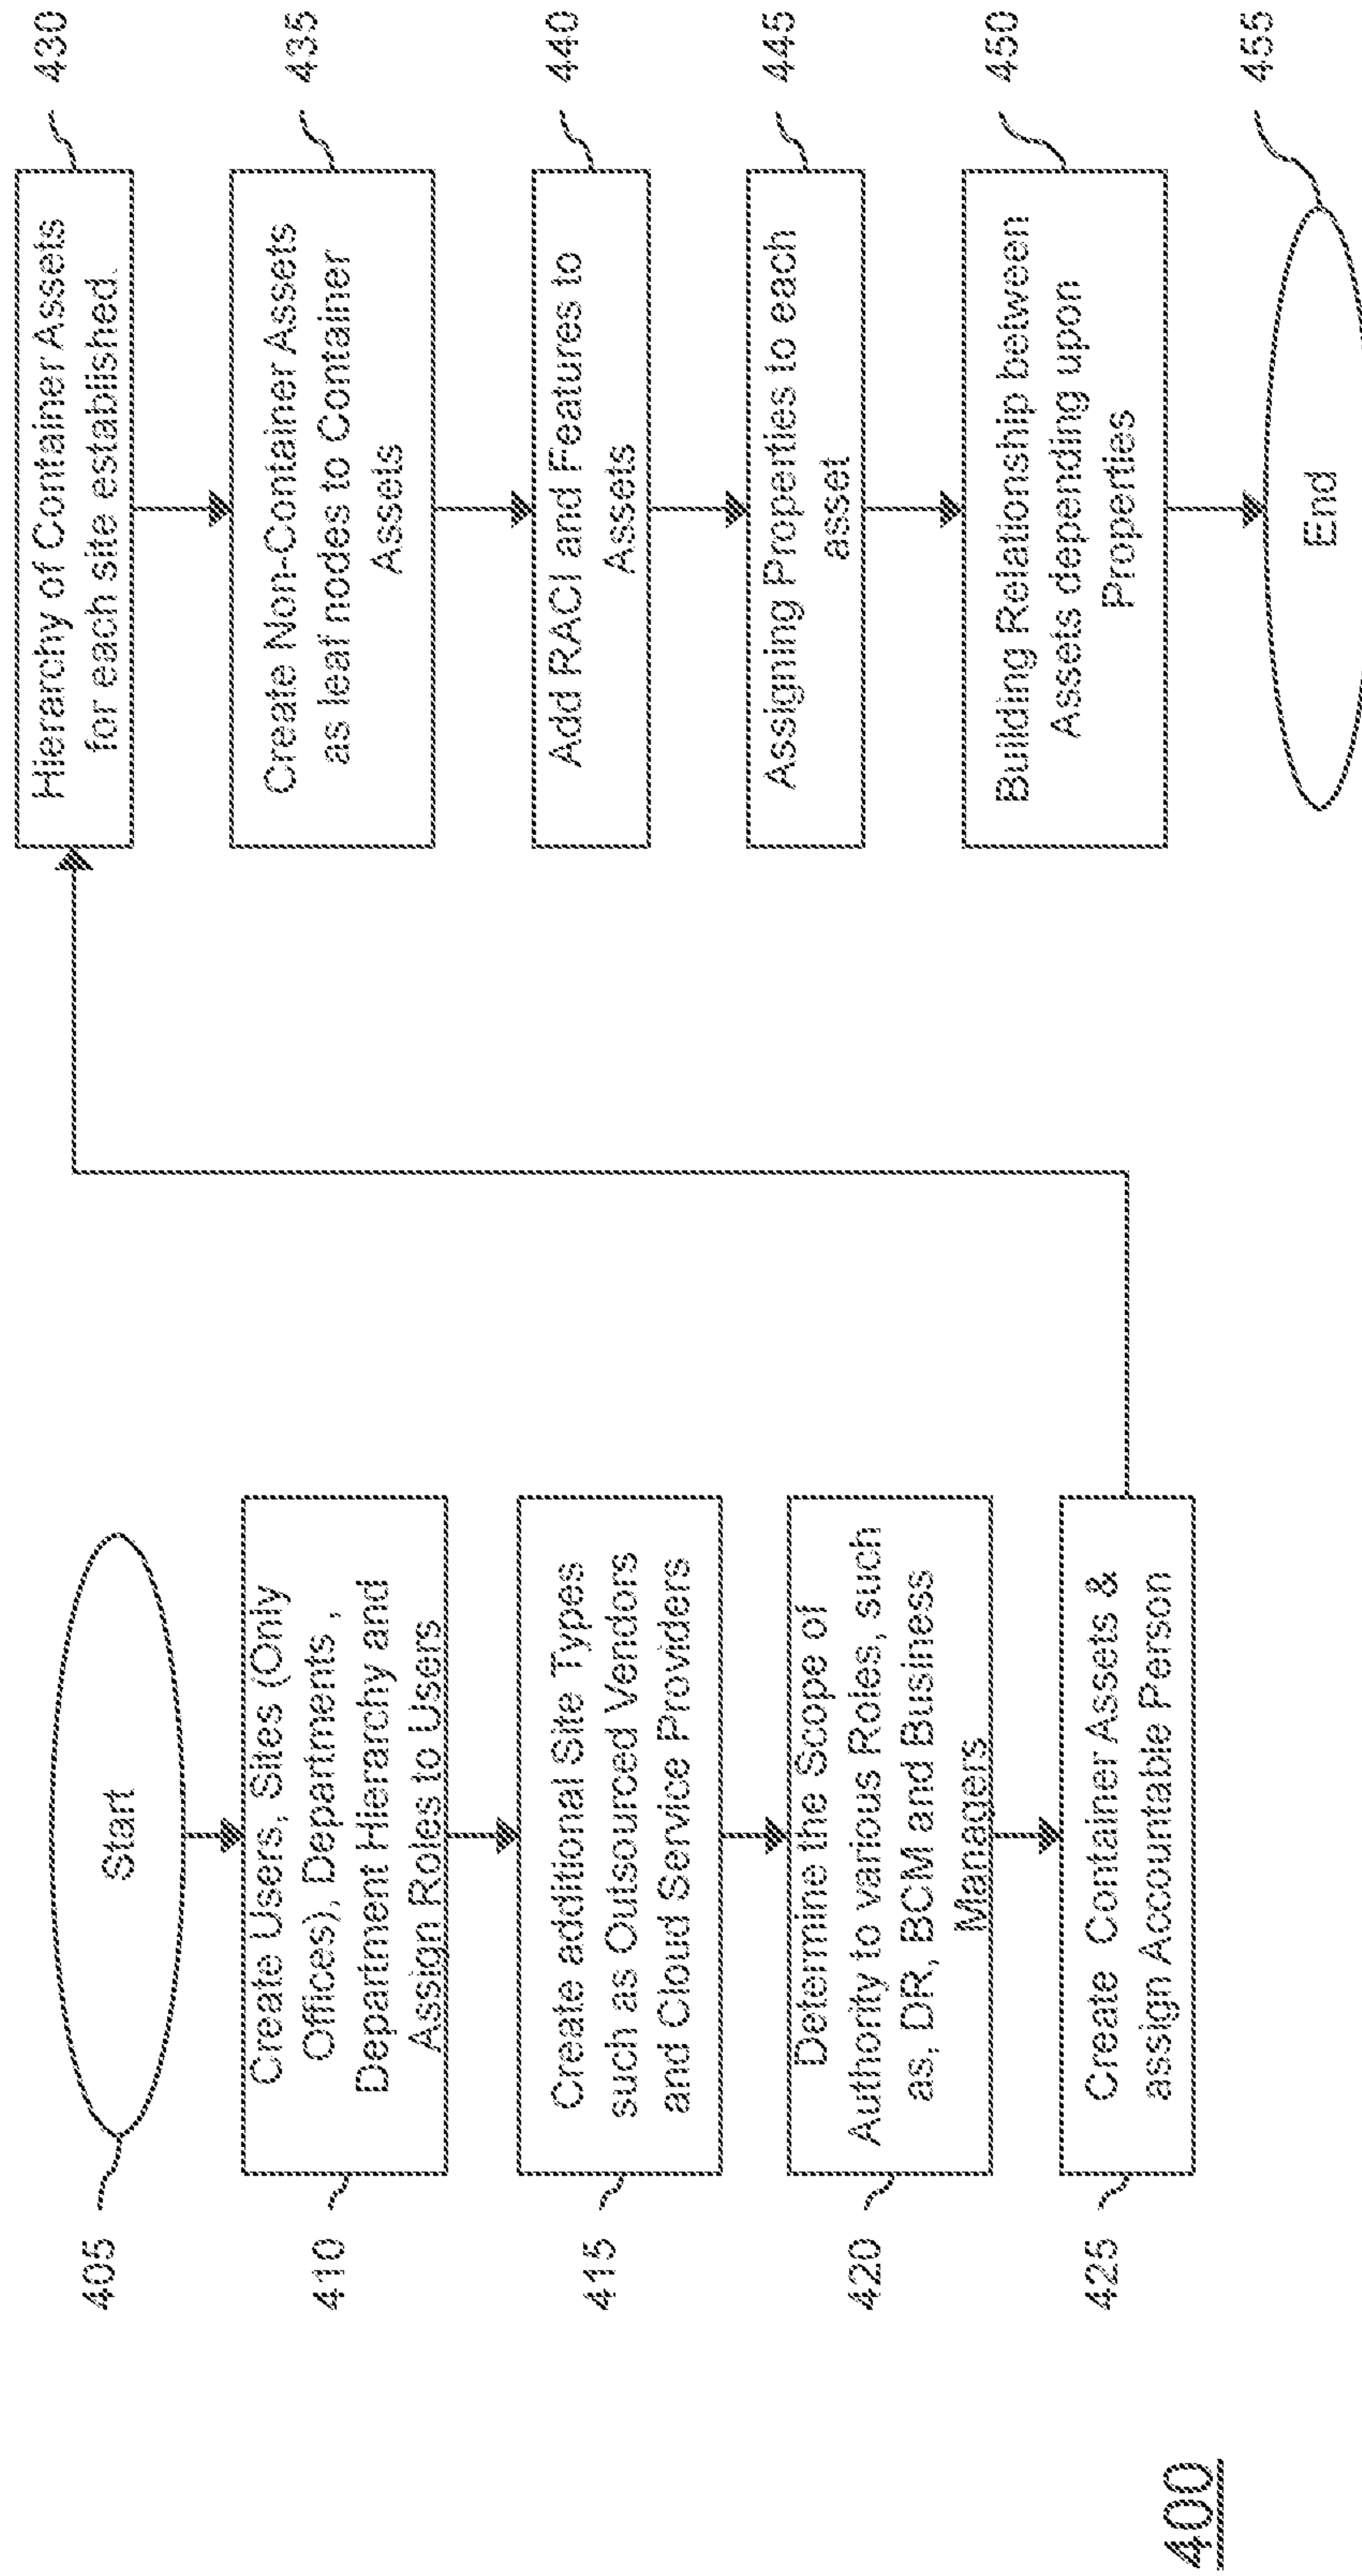 400
405
Start
410
Create Users, Sites (Only
Offices), Departments ,
Department Hierarchy and
Assign Roles to Users
415
Create additional Site Types
such as Outsourced Vendors
and Cloud Service Providers
420
Determine the Scope of
Authority to various Roles, such
as, DR, BCM and Business
Managers
425
Create Container Assets &
assign Accountable Person
Hierarchy of Container Assets
for each site established.
430
Create Non-Container Assets
as leaf nodes to Container
Assets
435
Add RACI and Features to
Assets
440
Assigning Properties to each
asset
445
Building Relationship between
Assets depending upon
Properties
450
End
455